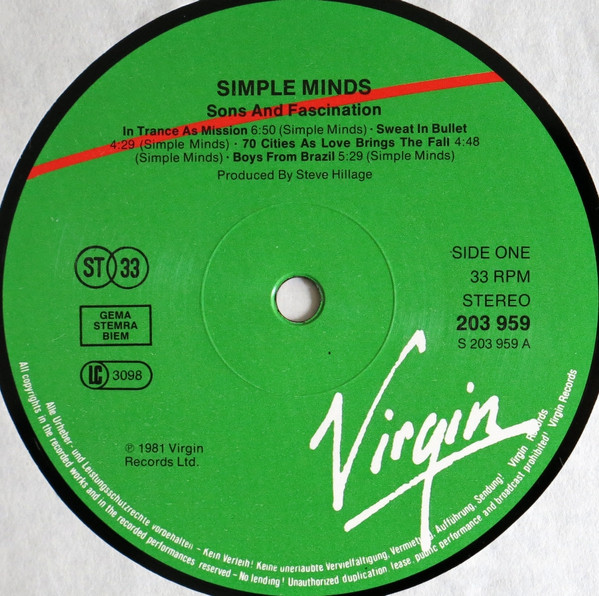 SIMPLE MINDS
Sons And Fascination
In Trance As Mission 6:50 (Simple Minds) · Sweat In Bullet
4:29 (Simple Minds) · 70 Cities As Love Brings The Fall 4:48
(Simple Minds) · Boys From Brazil 5:29 (Simple Minds)
Produced By Steve Hillage
ST 33
GEMA
STEMRA
BIEM
LC 3098
SIDE ONE
33 RPM
STEREO
203 959
S 203 959 A
Virgin
℗ 1981 Virgin
Records Ltd.
Alle Urheber- und Leistungsschutzrechte vorbehalten – Kein Verleih! Keine unerlaubte Vervielfältigung, Vermietung, Aufführung, Sendung! Virgin Records
All copyrights in the recorded works and in the recorded performances reserved – No lending! Unauthorized duplication, lease, public performance and broadcast prohibited! Virgin Records